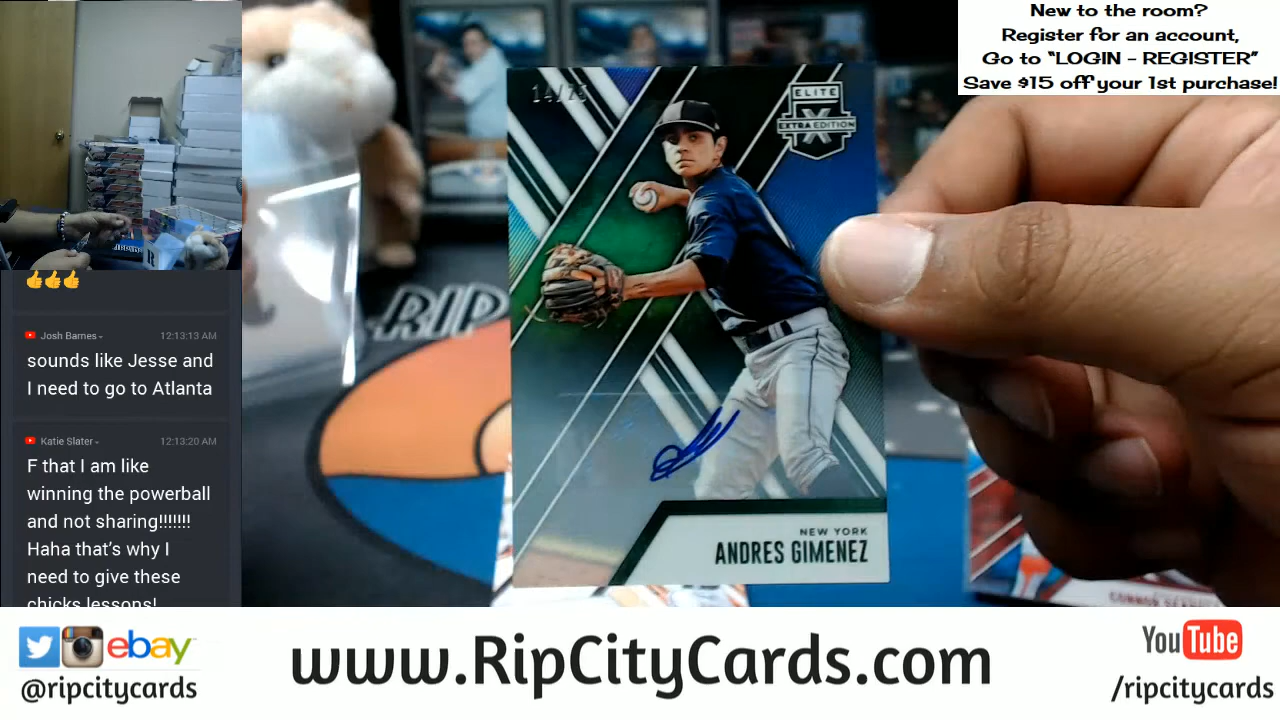 New to the room?
Register for an account,
Go to “LOGIN – REGISTER”
Save $15 off your 1st purchase!
Josh Barnes
12:13:13 AM
sounds like Jesse and
I need to go to Atlanta
Katie Slater
12:13:20 AM
F that I am like
winning the powerball
and not sharing!!!!!!!
Haha that's why I
need to give these
chicks lessons!
ELITE
X
EXTRA EDITION
RIP
NEW YORK
ANDRES GIMENEZ
ebay
@ripcitycards
www.RipCityCards.com
YouTube
/ripcitycards